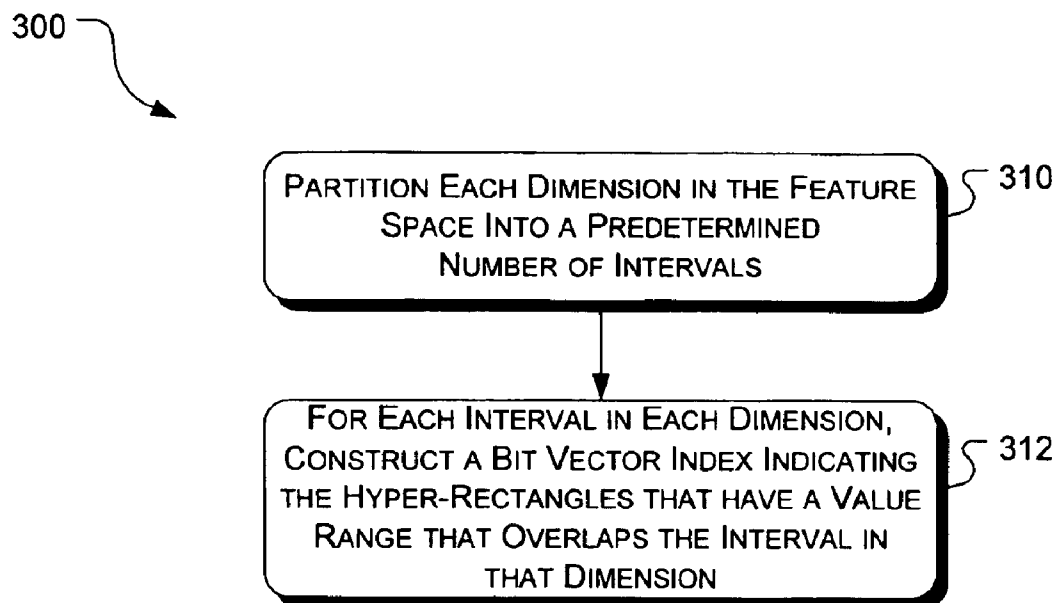 300
PARTITION EACH DIMENSION IN THE FEATURE
SPACE INTO A PREDETERMINED
NUMBER OF INTERVALS
310
FOR EACH INTERVAL IN EACH DIMENSION,
CONSTRUCT A BIT VECTOR INDEX INDICATING
THE HYPER-RECTANGLES THAT HAVE A VALUE
RANGE THAT OVERLAPS THE INTERVAL IN
THAT DIMENSION
312